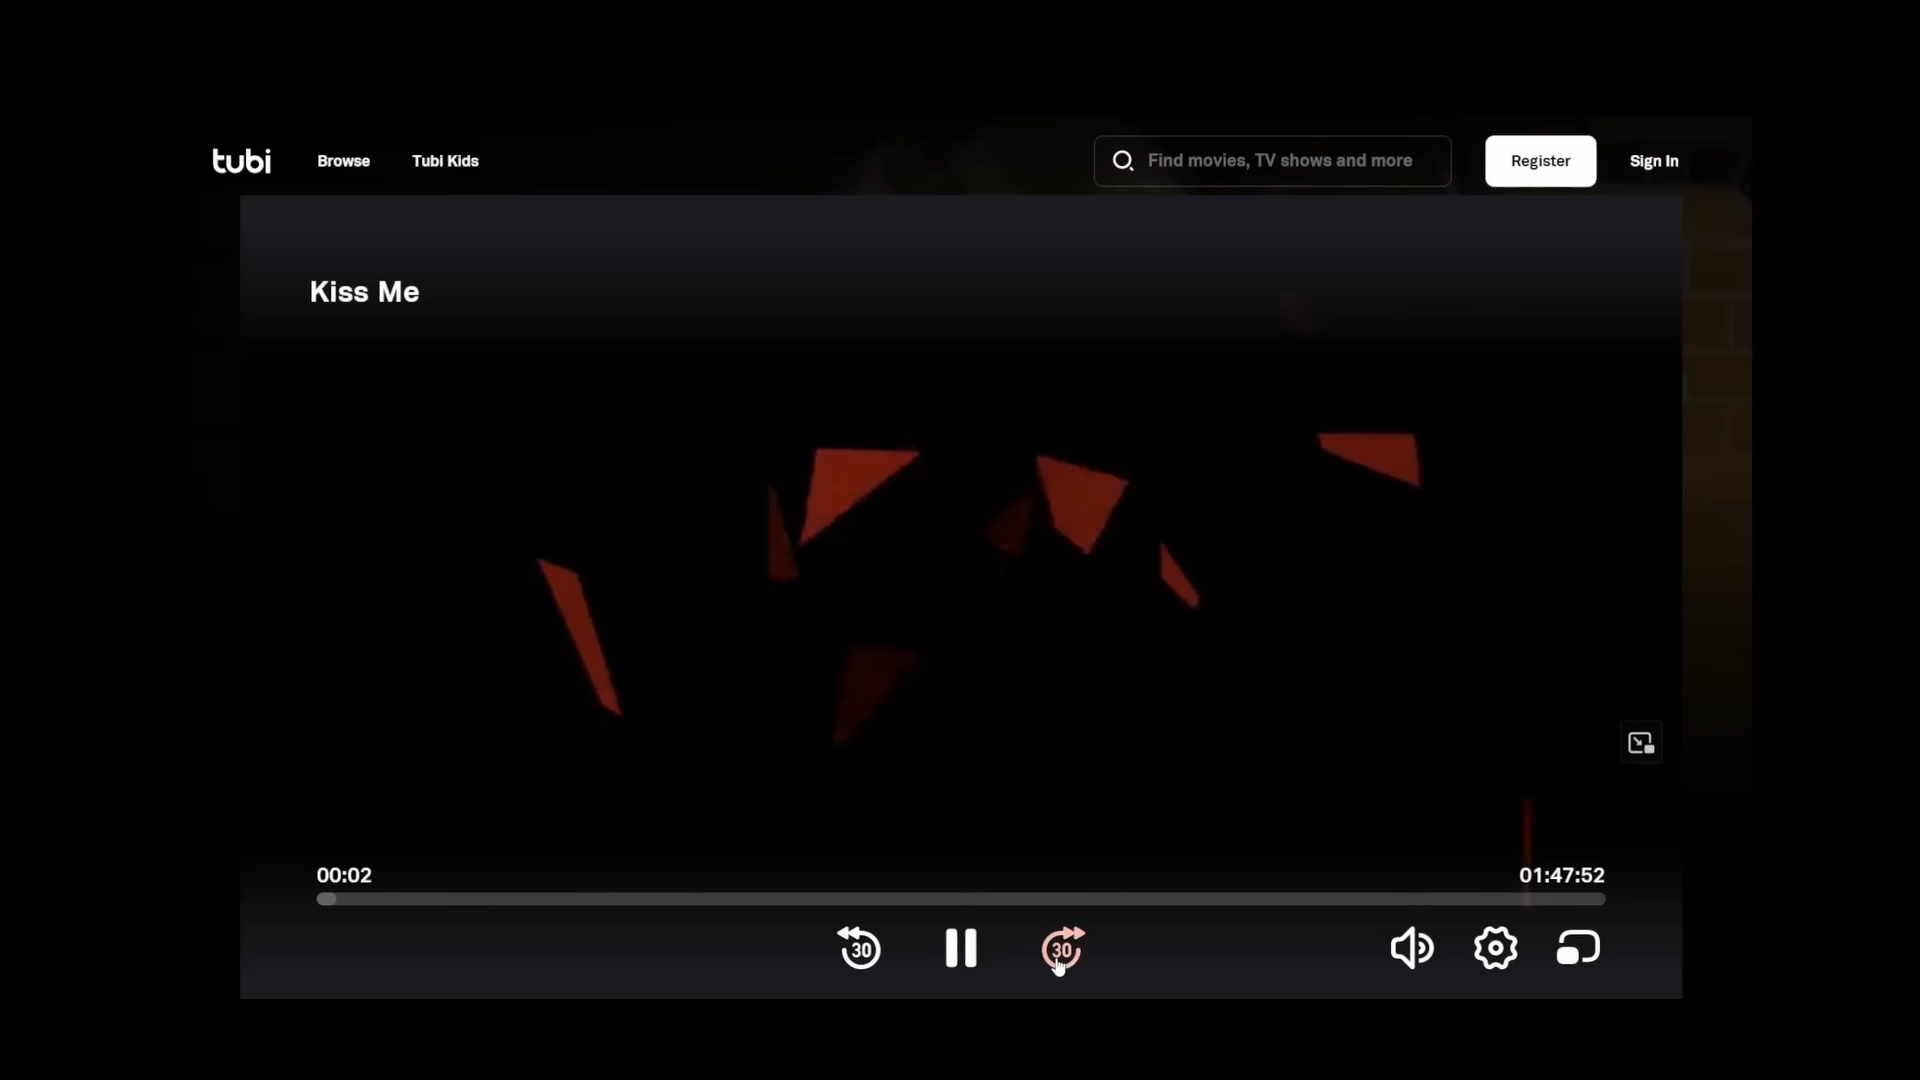 tubi Browse Tubi Kids Find movies, TV shows and more Register Sign In
Kiss Me
00:02 01:47:52
30 30